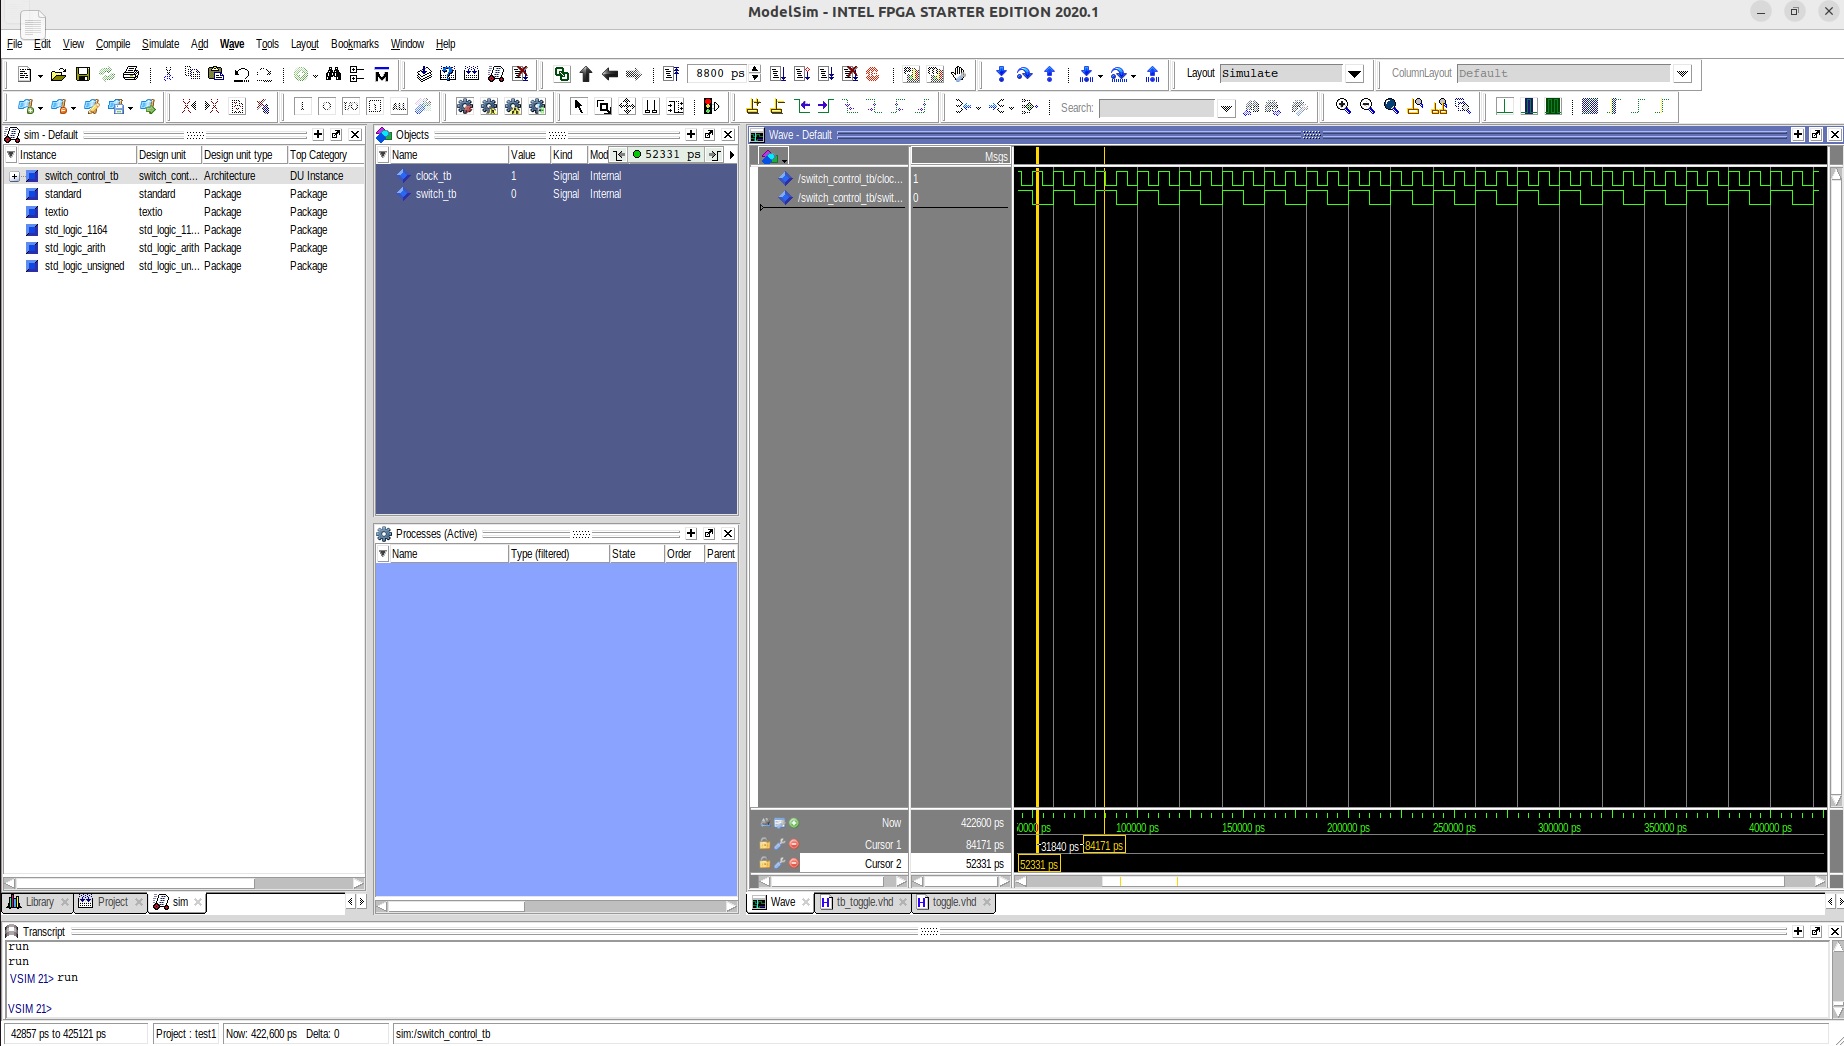 ModelSim - INTEL FPGA STARTER EDITION 2020.1
File Edit View Compile Simulate Add Wave Tools Layout Bookmarks Window Help
8800 ps Layout Simulate ColumnLayout Default
Search:
sim - Default
Instance Design unit Design unit type Top Category
switch_control_tb switch_cont... Architecture DU Instance
standard standard Package Package
textio textio Package Package
std_logic_1164 std_logic_11... Package Package
std_logic_arith std_logic_arith Package Package
std_logic_unsigned std_logic_un... Package Package
Library Project sim
Objects
Name Value Kind Mod 52331 ps
clock_tb 1 Signal Internal
switch_tb 0 Signal Internal
Processes (Active)
Name Type (filtered) State Order Parent
Wave - Default
Msgs
/switch_control_tb/cloc... 1
/switch_control_tb/swit... 0
Now 422600 ps 100000 ps 150000 ps 200000 ps 250000 ps 300000 ps 350000 ps 400000 ps
Cursor 1 84171 ps 31840 ps 84171 ps
Cursor 2 52331 ps 52331 ps
Wave tb_toggle.vhd toggle.vhd
Transcript
run
run
VSIM 21> run
VSIM 21>
42857 ps to 425121 ps Project : test1 Now: 422,600 ps Delta: 0 sim:/switch_control_tb